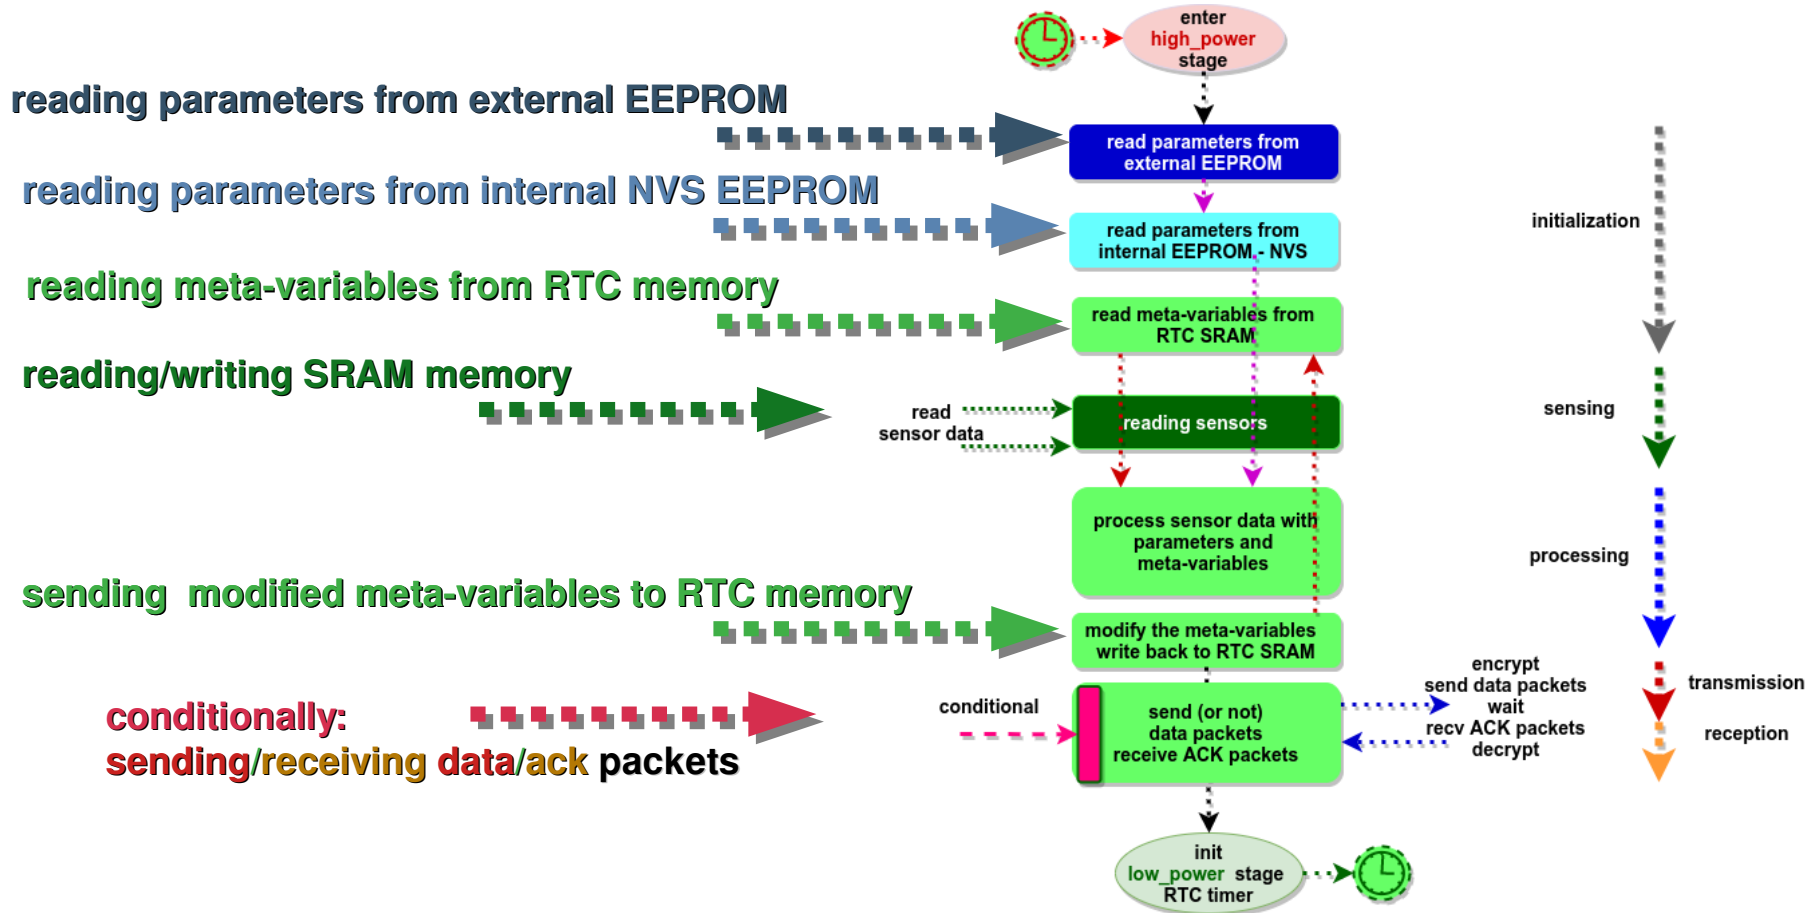 enter
high_power
stage
reading parameters from external EEPROM
read parameters from
external EEPROM
reading parameters from internal NVS EEPROM
read parameters from
internal EEPROM - NVS
initialization
reading meta-variables from RTC memory
read meta-variables from
RTC SRAM
reading/writing SRAM memory
read
sensor data
reading sensors
sensing
process sensor data with
parameters and
meta-variables
processing
sending modified meta-variables to RTC memory
modify the meta-variables
write back to RTC SRAM
conditionally:
sending/receiving data/ack packets
conditional
send (or not)
data packets
receive ACK packets
encrypt
send data packets
wait
recv ACK packets
decrypt
transmission
reception
init
low_power stage
RTC timer